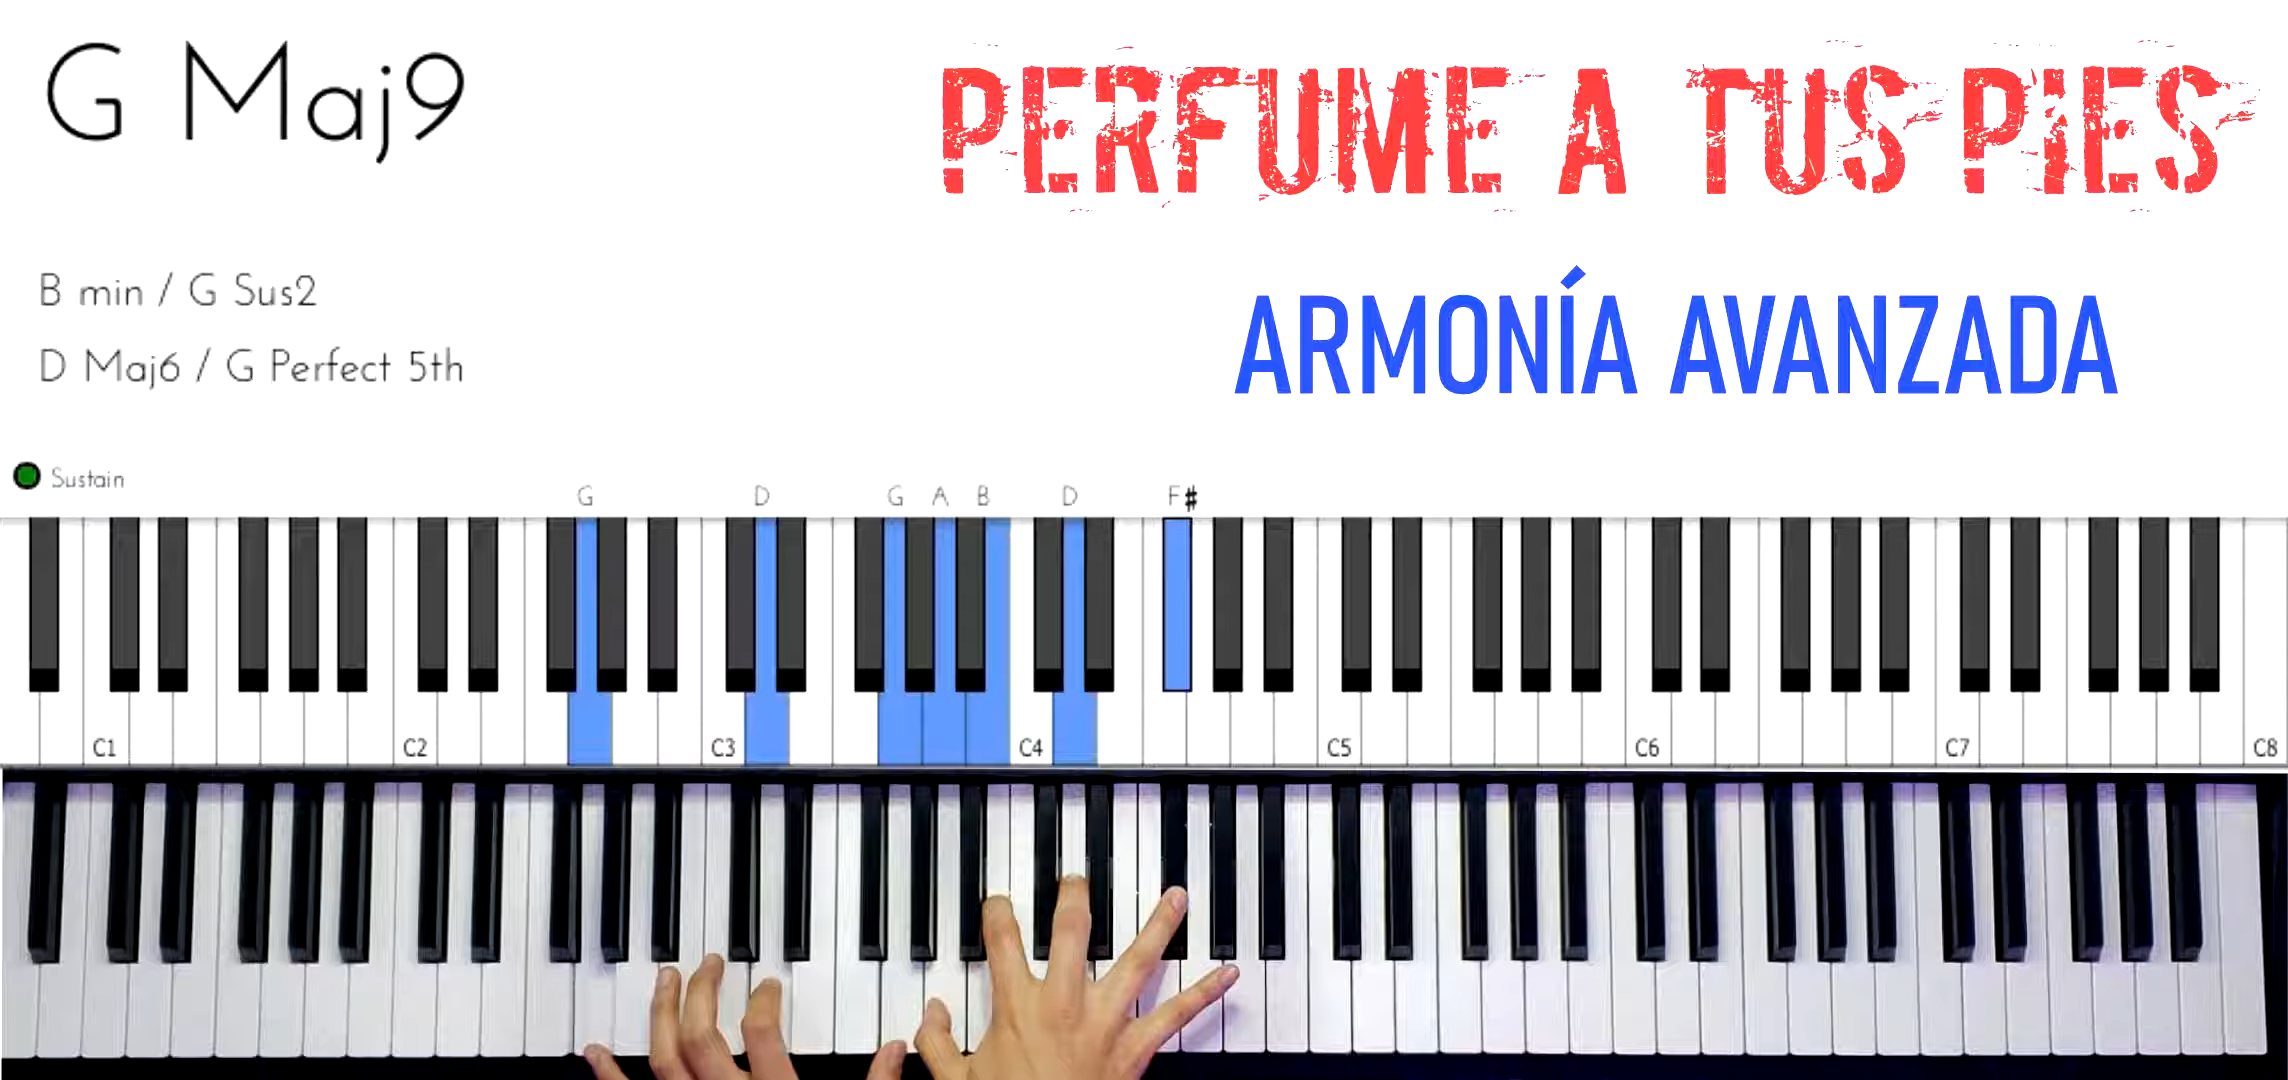 G Maj9
PERFUME A TUS PIES
B min / G Sus2
ARMONÍA AVANZADA
D Maj6 / G Perfect 5th
Sustain
G D G A B D F#
C1 C2 C3 C4 C5 C6 C7 C8